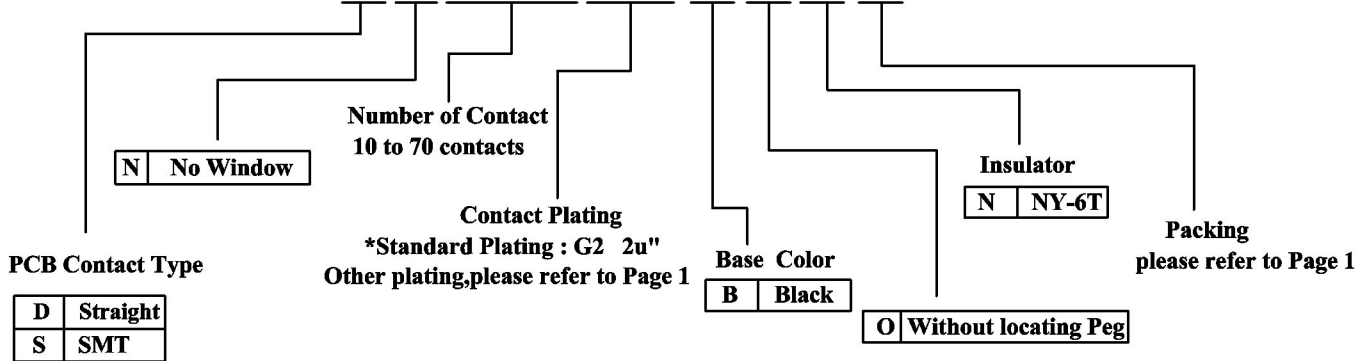 Number of Contact
10 to 70 contacts
N No Window
Insulator
N NY-6T
Contact Plating
*Standard Plating : G2 2u"
Other plating,please refer to Page 1
Packing
please refer to Page 1
PCB Contact Type
D Straight
S SMT
Base Color
B Black
O Without locating Peg